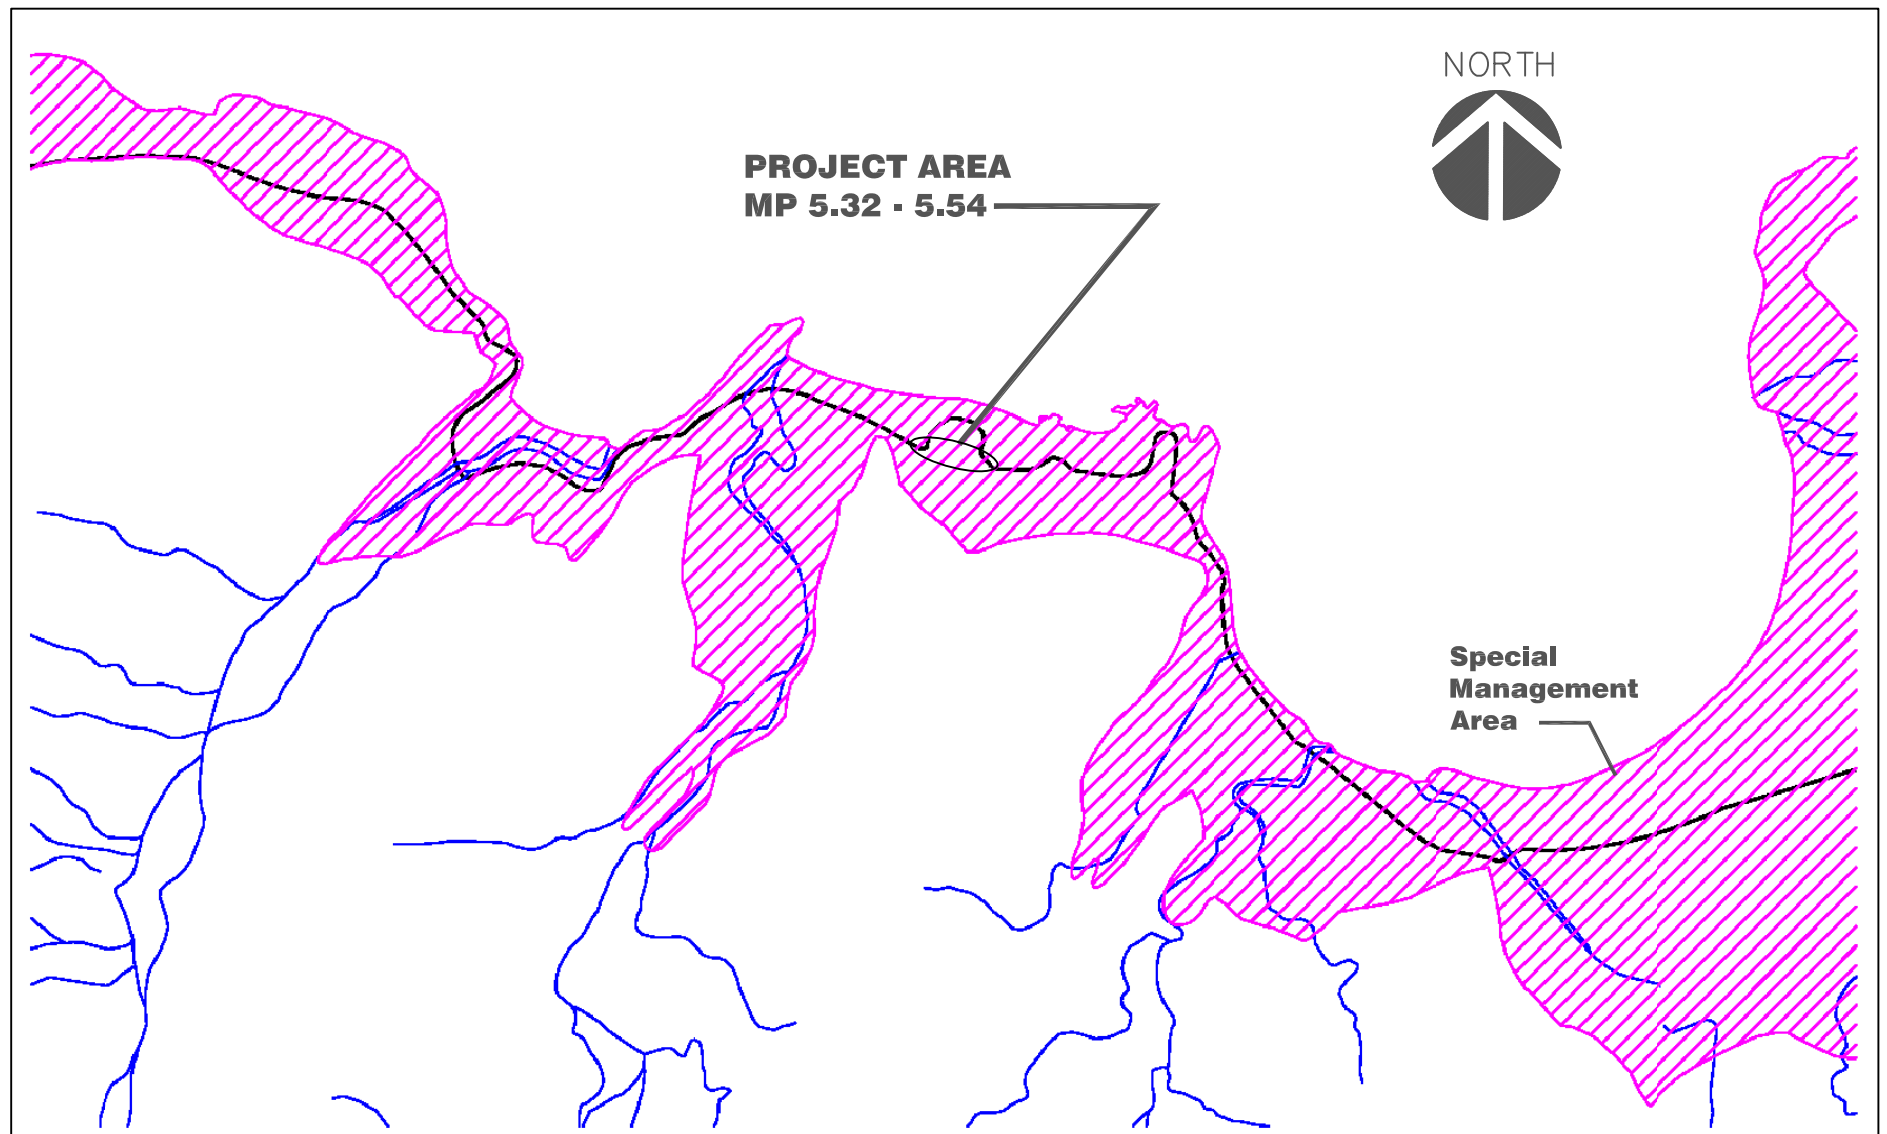 NORTH
PROJECT AREA
MP 5.32 - 5.54
Special
Management
Area